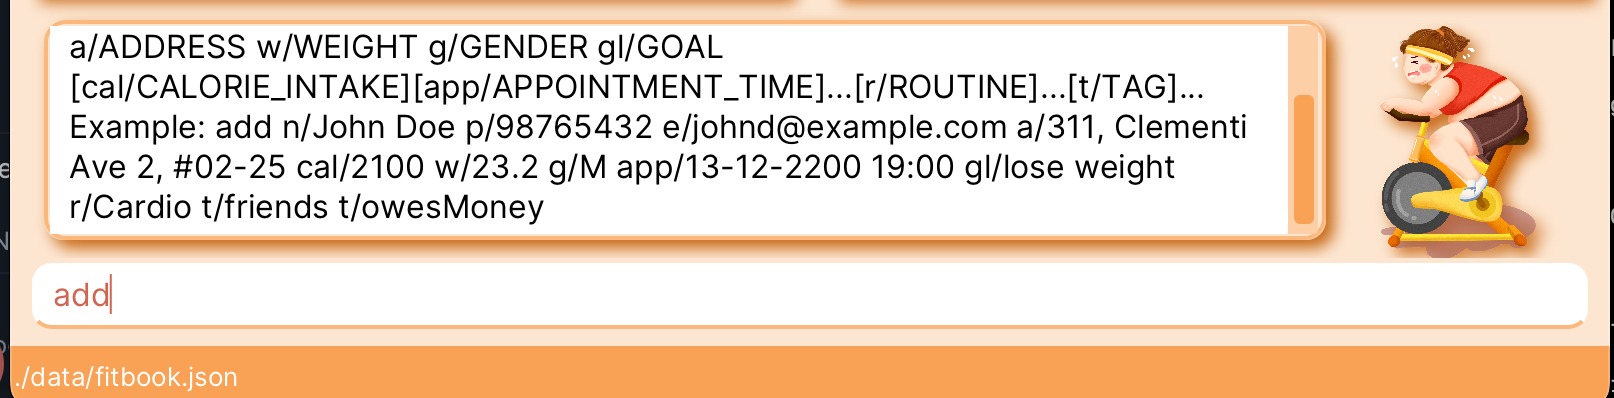 a/ADDRESS w/WEIGHT g/GENDER gl/GOAL
[cal/CALORIE_INTAKE][app/APPOINTMENT_TIME]...[r/ROUTINE]...[t/TAG]...
Example: add n/John Doe p/98765432 e/johnd@example.com a/311, Clementi
Ave 2, #02-25 cal/2100 w/23.2 g/M app/13-12-2200 19:00 gl/lose weight
r/Cardio t/friends t/owesMoney
add
./data/fitbook.json